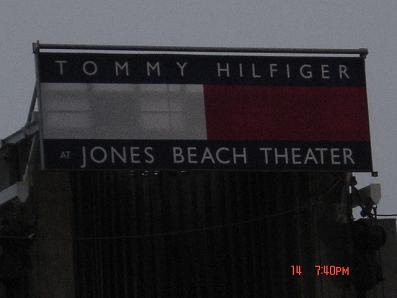 TOMMY HILFIGER
AT JONES BEACH THEATER
14 7:40PM